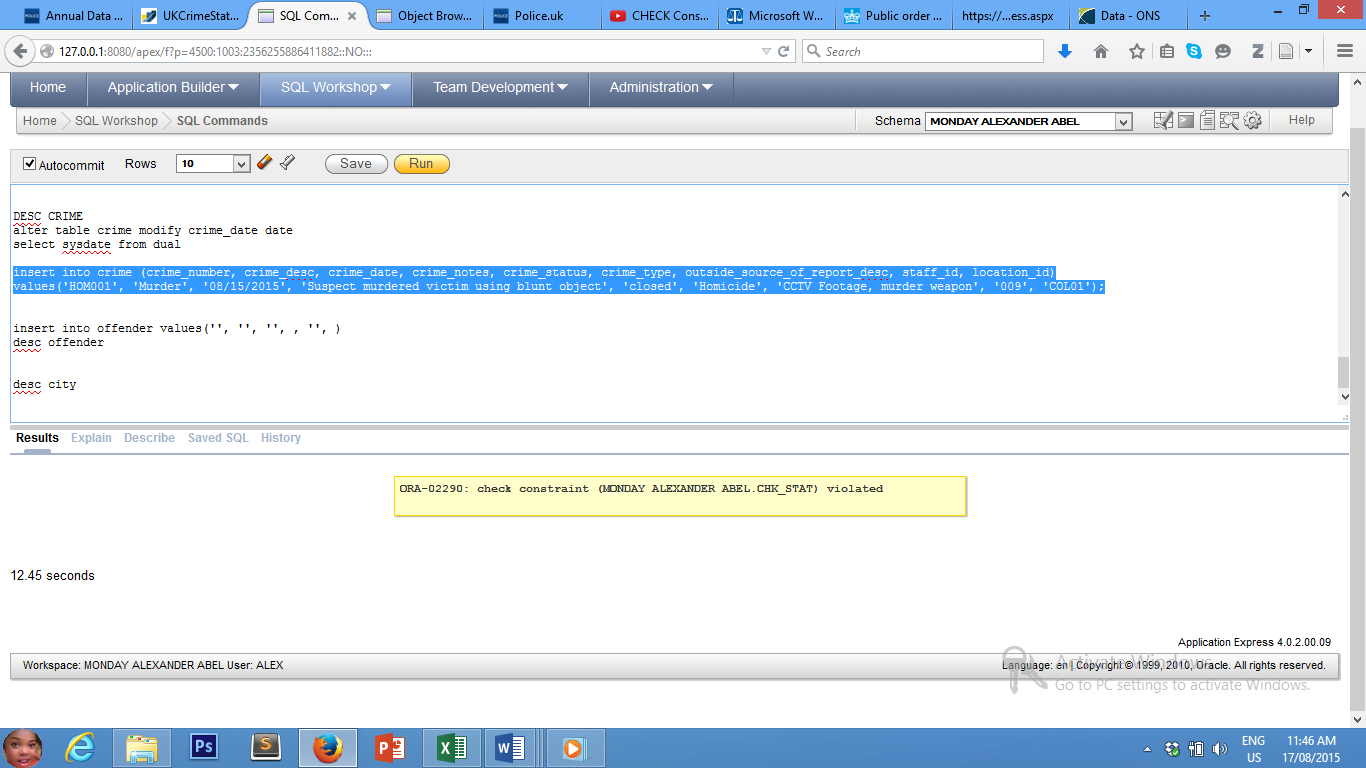 Annual Data ...
UKCrimeStat...
SQL Com...
Object Brow...
Police.uk
CHECK Cons...
Microsoft W...
Public order ...
https://...ess.aspx
Data - ONS
127.0.0.1:8080/apex/f?p=4500:1003:2356255886411882::NO:::
Search
Home
Application Builder
SQL Workshop
Team Development
Administration
Home
SQL Workshop
SQL Commands
Schema
MONDAY ALEXANDER ABEL
Help
Autocommit
Rows
10
Save
Run
DESC CRIME
alter table crime modify crime_date date
select sysdate from dual
insert into crime (crime_number, crime_desc, crime_date, crime_notes, crime_status, crime_type, outside_source_of_report_desc, staff_id, location_id)
values('HOM001', 'Murder', '08/15/2015', 'Suspect murdered victim using blunt object', 'closed', 'Homicide', 'CCTV Footage, murder weapon', '009', 'COL01');
insert into offender values('', '', '', , '', )
desc offender
desc city
Results
Explain
Describe
Saved SQL
History
ORA-02290: check constraint (MONDAY ALEXANDER ABEL.CHK_STAT) violated
12.45 seconds
Application Express 4.0.2.00.09
Workspace: MONDAY ALEXANDER ABEL User: ALEX
Language: en | Copyright © 1999, 2010, Oracle. All rights reserved.
Activate Windows
Go to PC settings to activate Windows.
Ps
S
ENG
US
11:46 AM
17/08/2015